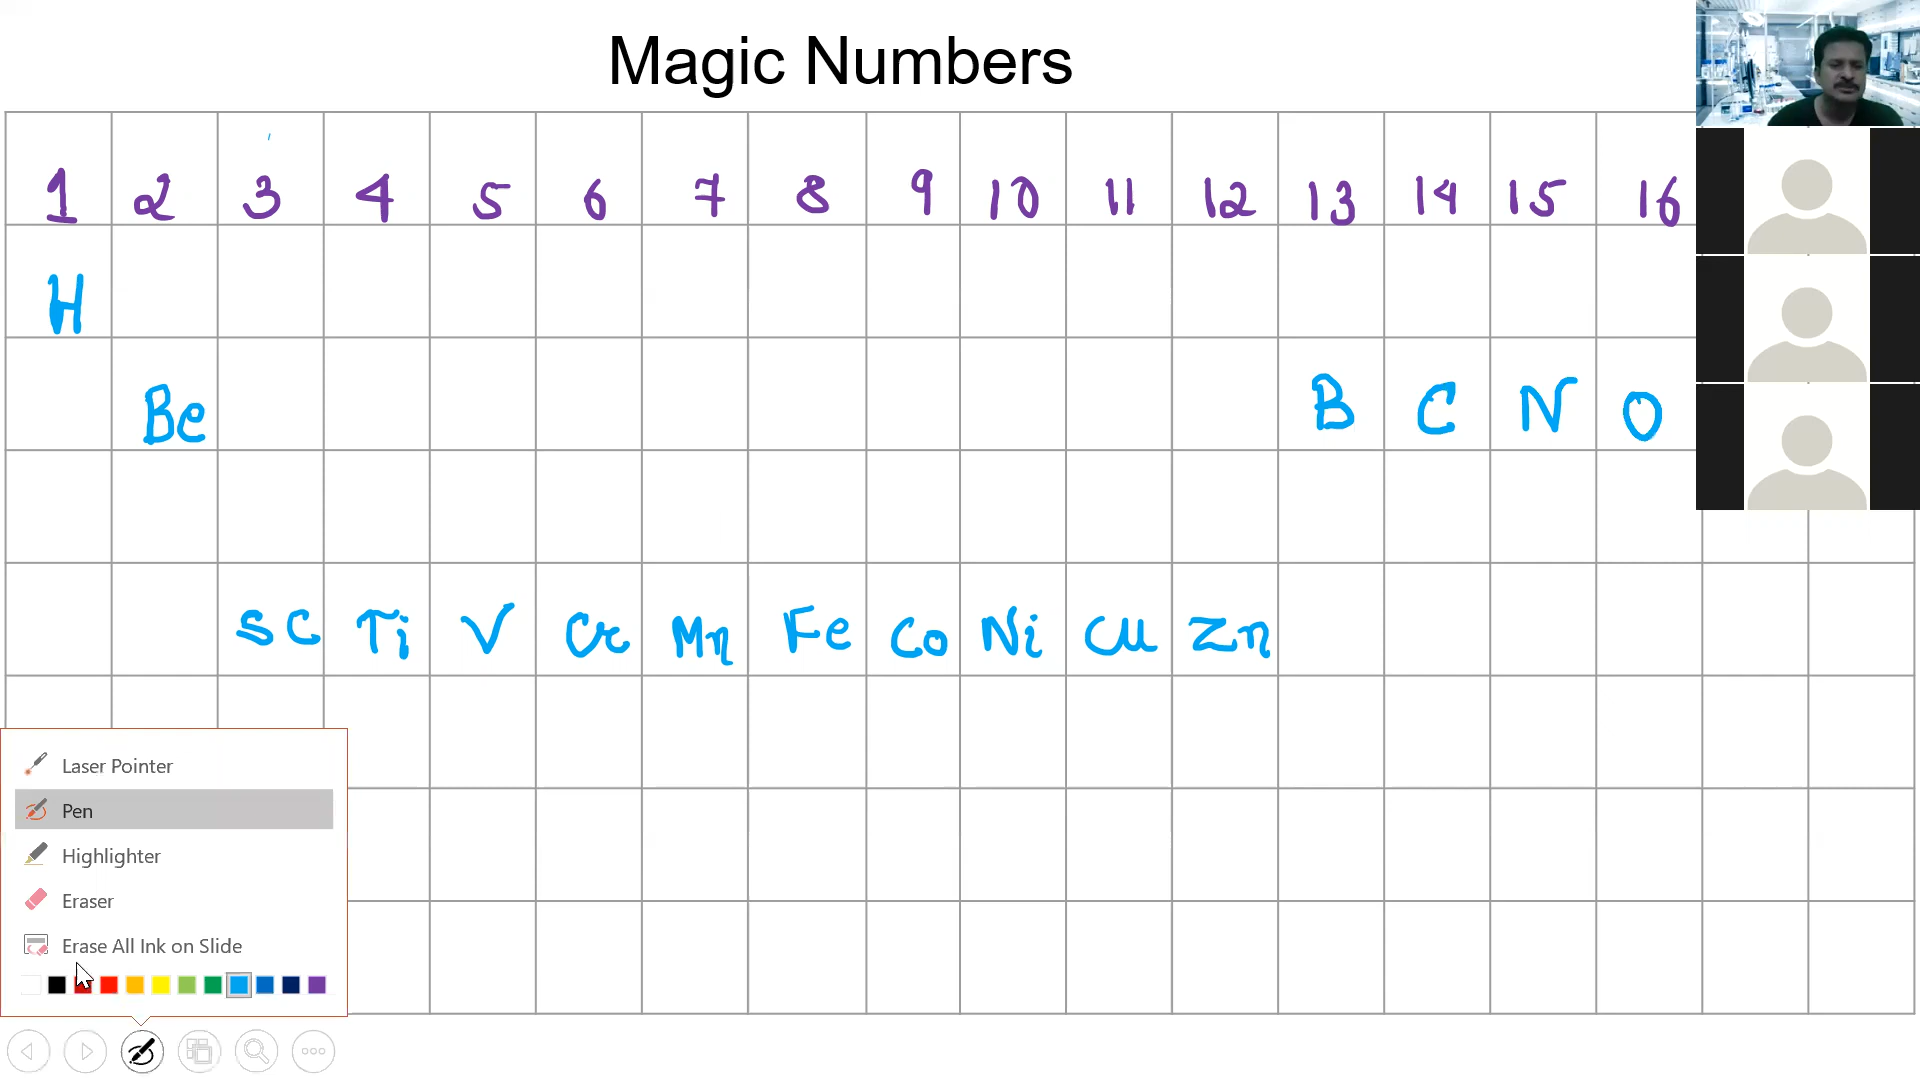 Magic Numbers
1 2 3 4 5 6 7 8 9 10 11 12 13 14 15 16
H
Be B C N O
Sc Ti V Cr Mn Fe Co Ni Cu Zn
Laser Pointer
Pen
Highlighter
Eraser
Erase All Ink on Slide